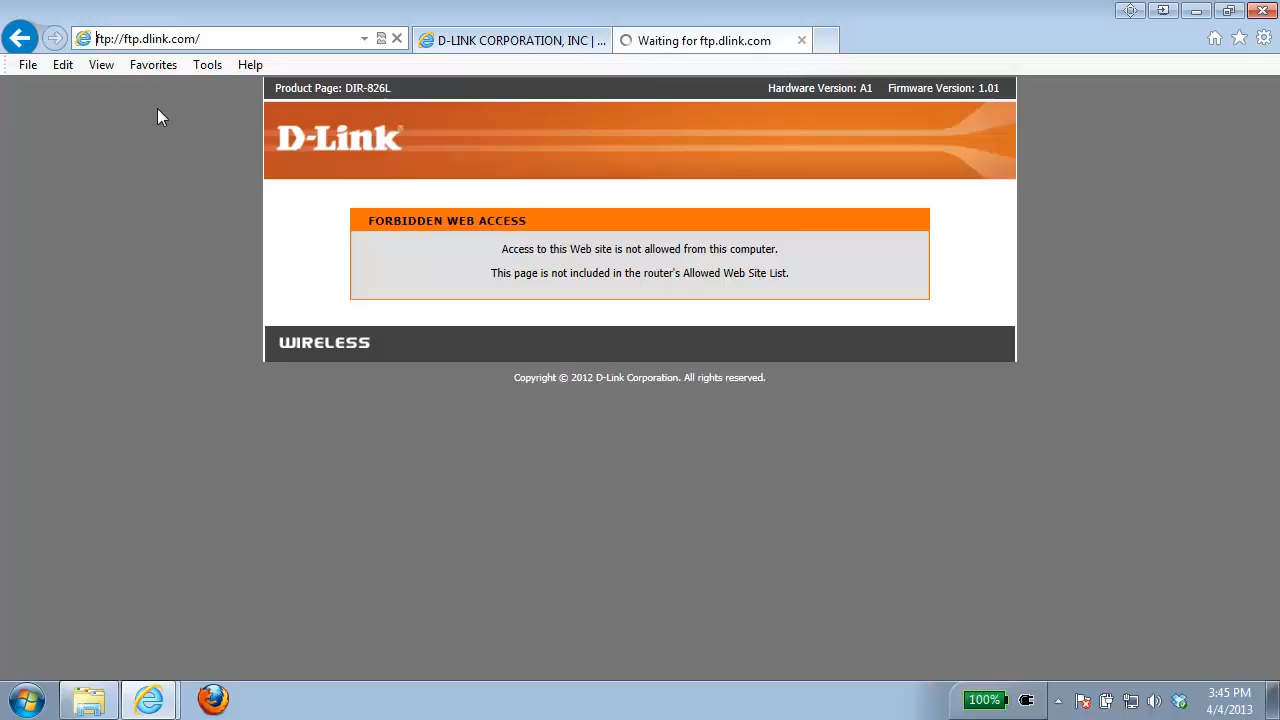 ftp://ftp.dlink.com/
D-LINK CORPORATION, INC | ...
Waiting for ftp.dlink.com
File Edit View Favorites Tools Help
Product Page: DIR-826L
Hardware Version: A1 Firmware Version: 1.01
D-Link
FORBIDDEN WEB ACCESS
Access to this Web site is not allowed from this computer.
This page is not included in the router's Allowed Web Site List.
WIRELESS
Copyright © 2012 D-Link Corporation. All rights reserved.
100%
3:45 PM
4/4/2013